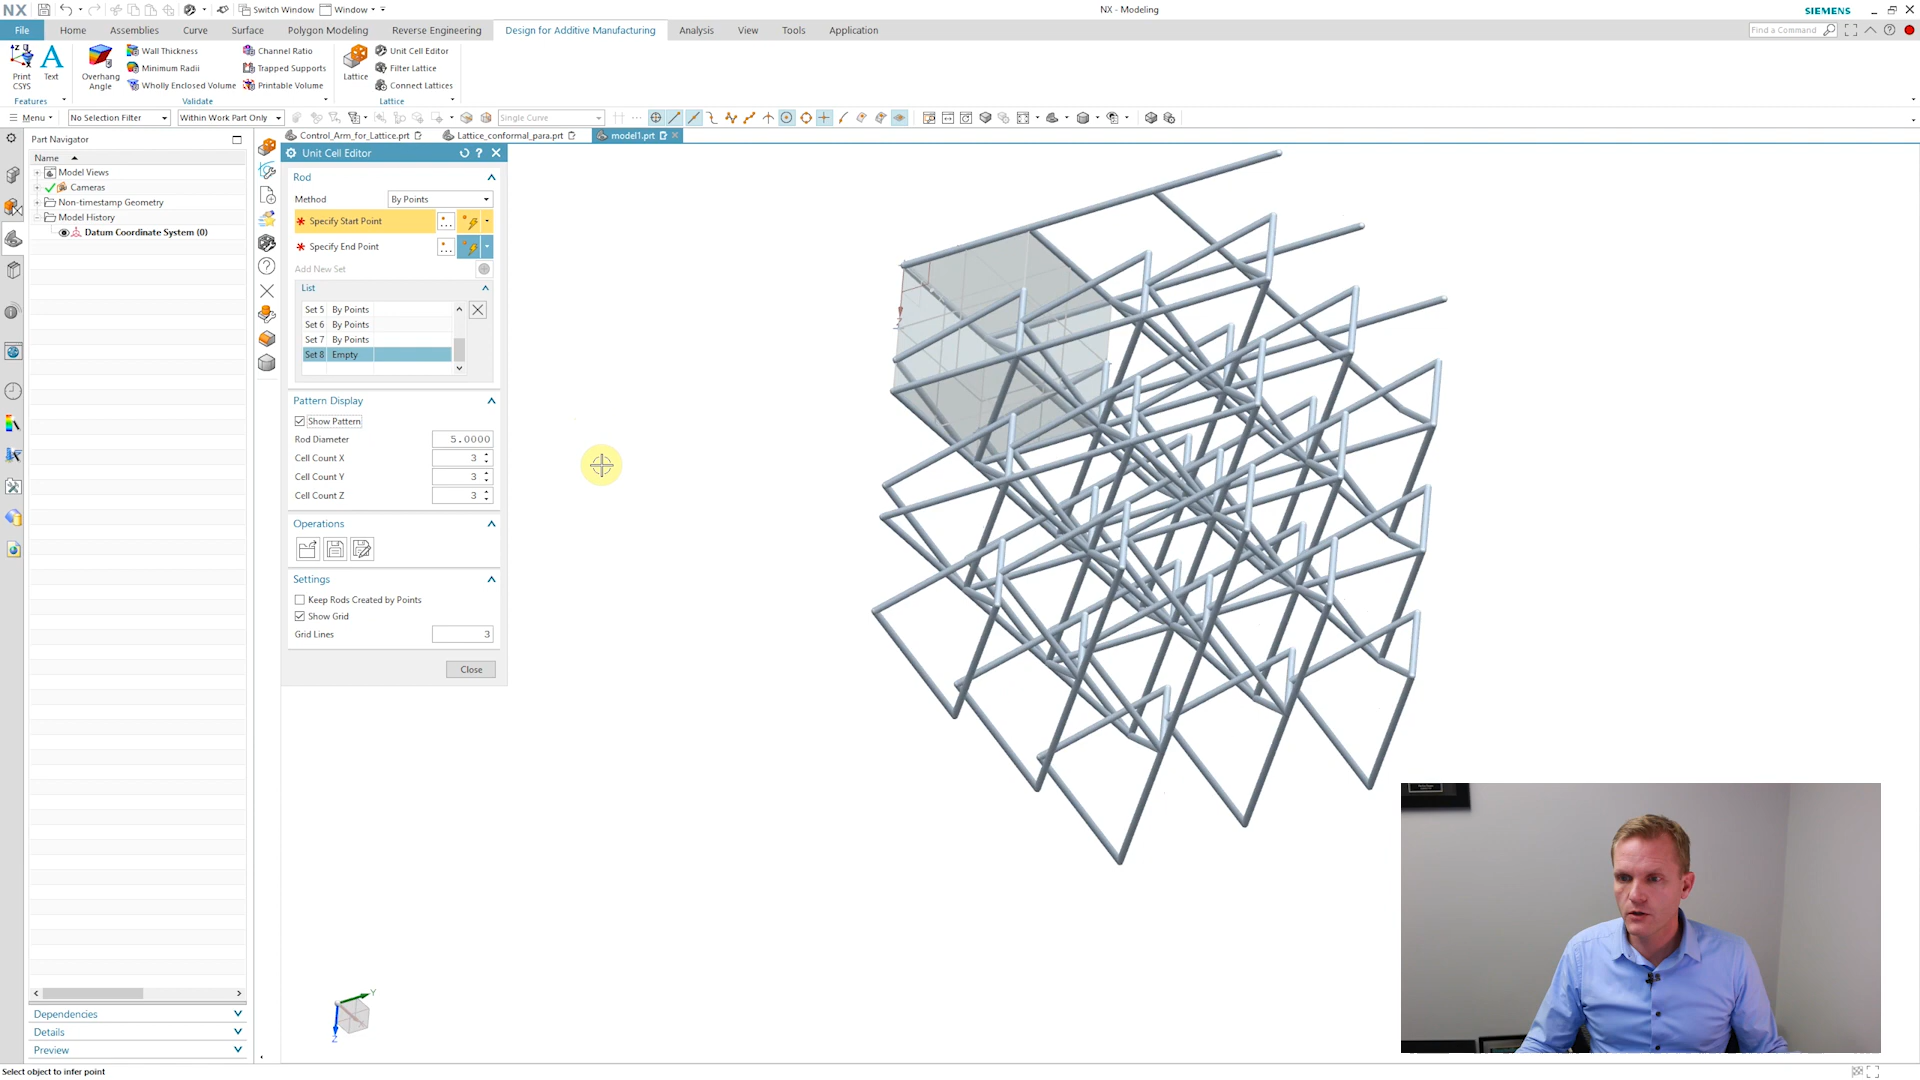 NX
Switch Window
Window
NX - Modeling
SIEMENS
File
Home
Assemblies
Curve
Surface
Polygon Modeling
Reverse Engineering
Design for Additive Manufacturing
Analysis
View
Tools
Application
Find a Command
Print CSYS
Text
Features
Overhang Angle
Wall Thickness
Minimum Radii
Wholly Enclosed Volume
Channel Ratio
Trapped Supports
Printable Volume
Validate
Lattice
Unit Cell Editor
Filter Lattice
Connect Lattices
Lattice
Menu
No Selection Filter
Within Work Part Only
Single Curve
Part Navigator
Name
Model Views
Cameras
Non-timestamp Geometry
Model History
Datum Coordinate System (0)
Dependencies
Details
Preview
Control_Arm_for_Lattice.prt
Lattice_conformal_para.prt
model1.prt
Unit Cell Editor
Rod
Method
By Points
* Specify Start Point
* Specify End Point
Add New Set
List
Set 5 By Points
Set 6 By Points
Set 7 By Points
Set 8 Empty
Pattern Display
Show Pattern
Rod Diameter 5.0000
Cell Count X 3
Cell Count Y 3
Cell Count Z 3
Operations
Settings
Keep Rods Created by Points
Show Grid
Grid Lines 3
Close
Z
Y
Z
Select object to infer point